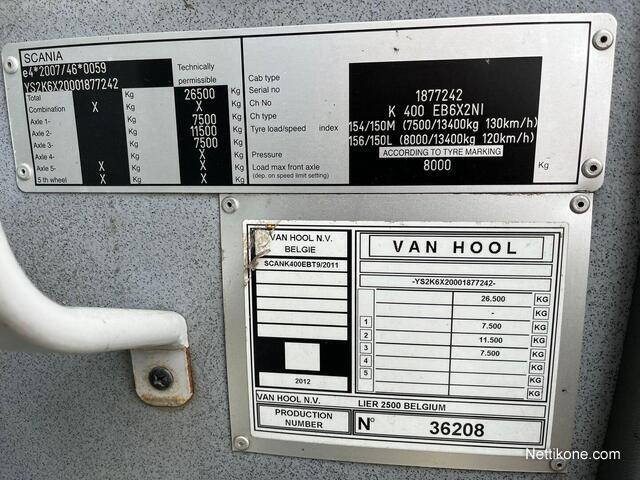 SCANIA
e4*2007/46*0059
YS2K6X20001877242
Technically permissible
Total Kg 26500 Kg
Combination X Kg X Kg
Axle 1- Kg 7500 Kg
Axle 2- Kg 11500 Kg
Axle 3- Kg 7500 Kg
Axle 4- Kg X Kg
Axle 5- X Kg X Kg
5 th wheel X Kg X Kg
Cab type
Serial no 1877242
Ch No K 400 EB6X2NI
Ch type
Tyre load/speed index 154/150M (7500/13400kg 130km/h)
156/150L (8000/13400kg 120km/h)
Pressure ACCORDING TO TYRE MARKING
Load max front axle 8000 Kg
(dep. on speed limit setting)
VAN HOOL N.V.
BELGIE
SCANK400EBT9/2011
2012
VAN HOOL
-YS2K6X20001877242-
26.500 KG
- KG
1 7.500 KG
2 11.500 KG
3 7.500 KG
4 KG
5 KG
VAN HOOL N.V. LIER 2500 BELGIUM
PRODUCTION NUMBER N° 36208
Nettikone.com